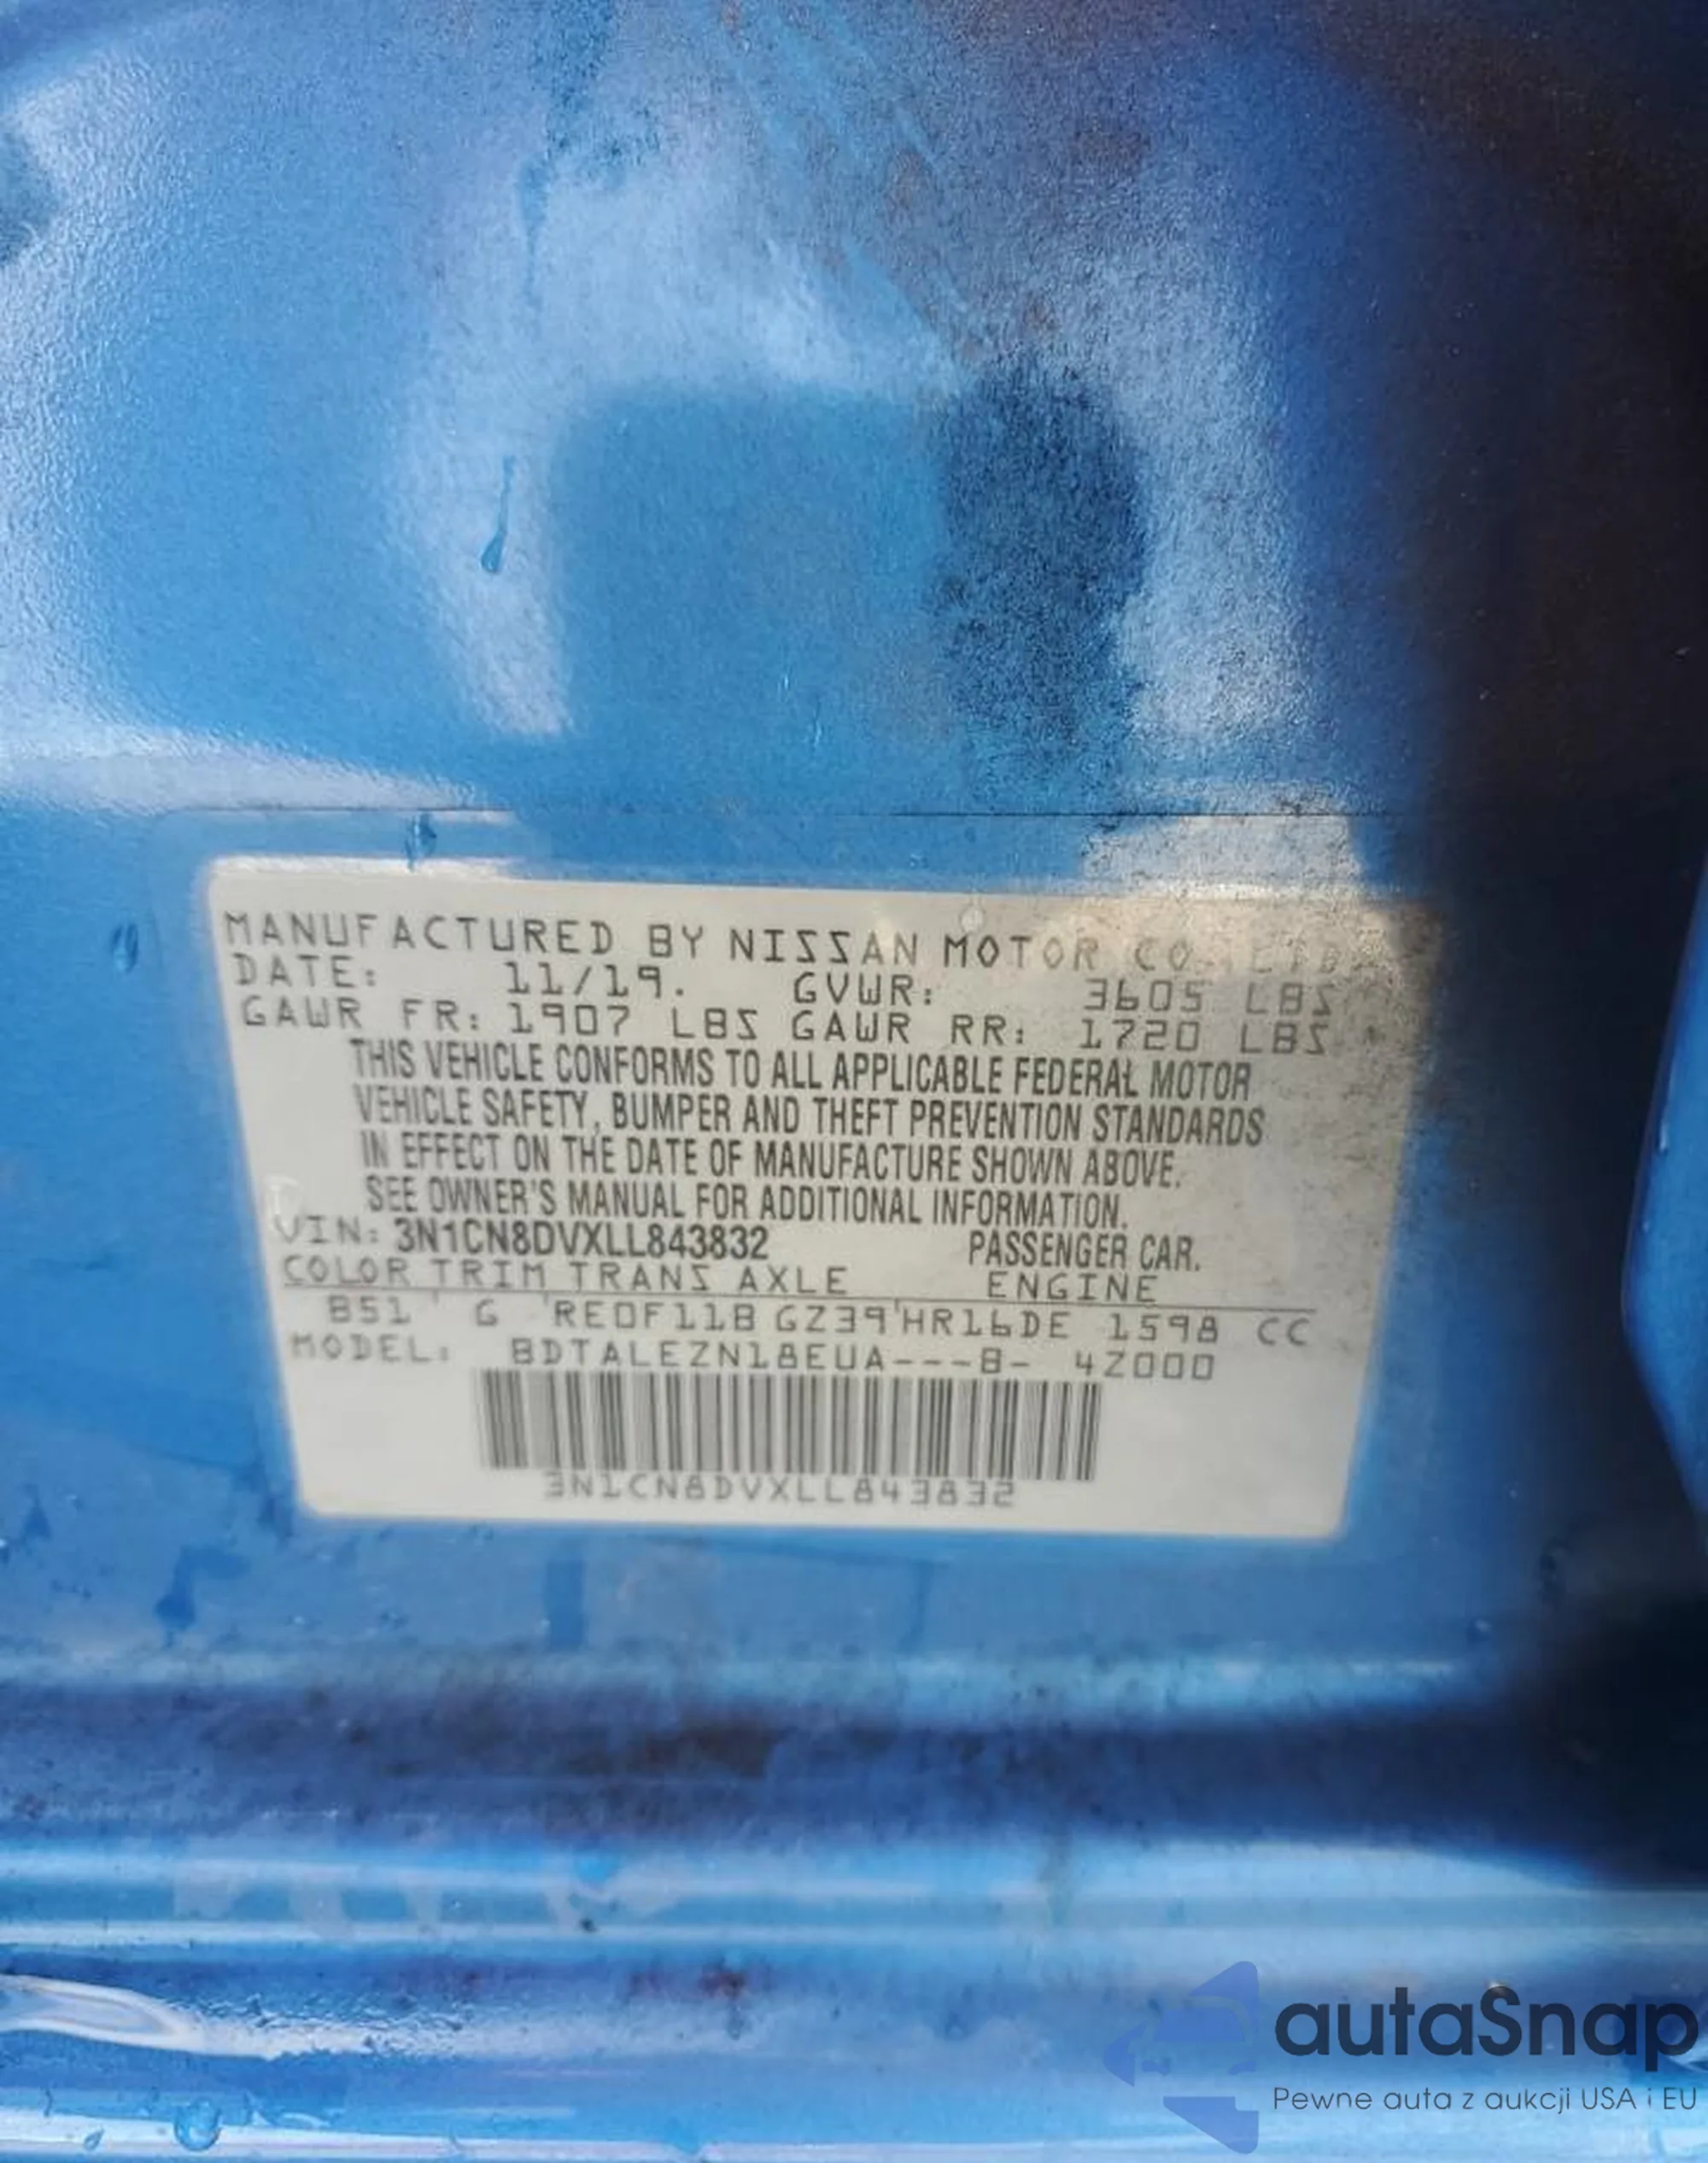 MANUFACTURED BY NISSAN MOTOR CO.,LTD.
DATE: 11/19. GVWR: 3605 LBS
GAWR FR: 1907 LBS GAWR RR: 1720 LBS
THIS VEHICLE CONFORMS TO ALL APPLICABLE FEDERAL MOTOR
VEHICLE SAFETY, BUMPER AND THEFT PREVENTION STANDARDS
IN EFFECT ON THE DATE OF MANUFACTURE SHOWN ABOVE.
SEE OWNER'S MANUAL FOR ADDITIONAL INFORMATION.
VIN: 3N1CN8DVXLL843832 PASSENGER CAR.
COLOR TRIM TRANS AXLE ENGINE
B51 G RE0F11B GZ39 HR16DE 1598 CC
MODEL: BDTALEZN18EUA---B- 4Z000
3N1CN8DVXLL843832
autaSnap
Pewne auta z aukcji USA i EU